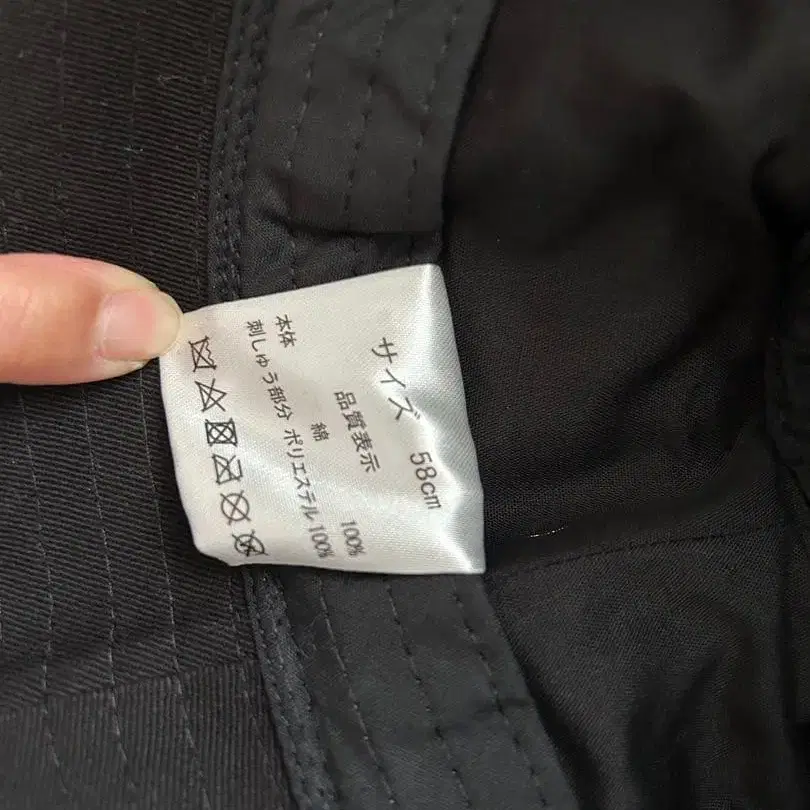 サイズ 58cm
品質表示
本体 綿 100%
刺しゅう部分 ポリエステル 100%